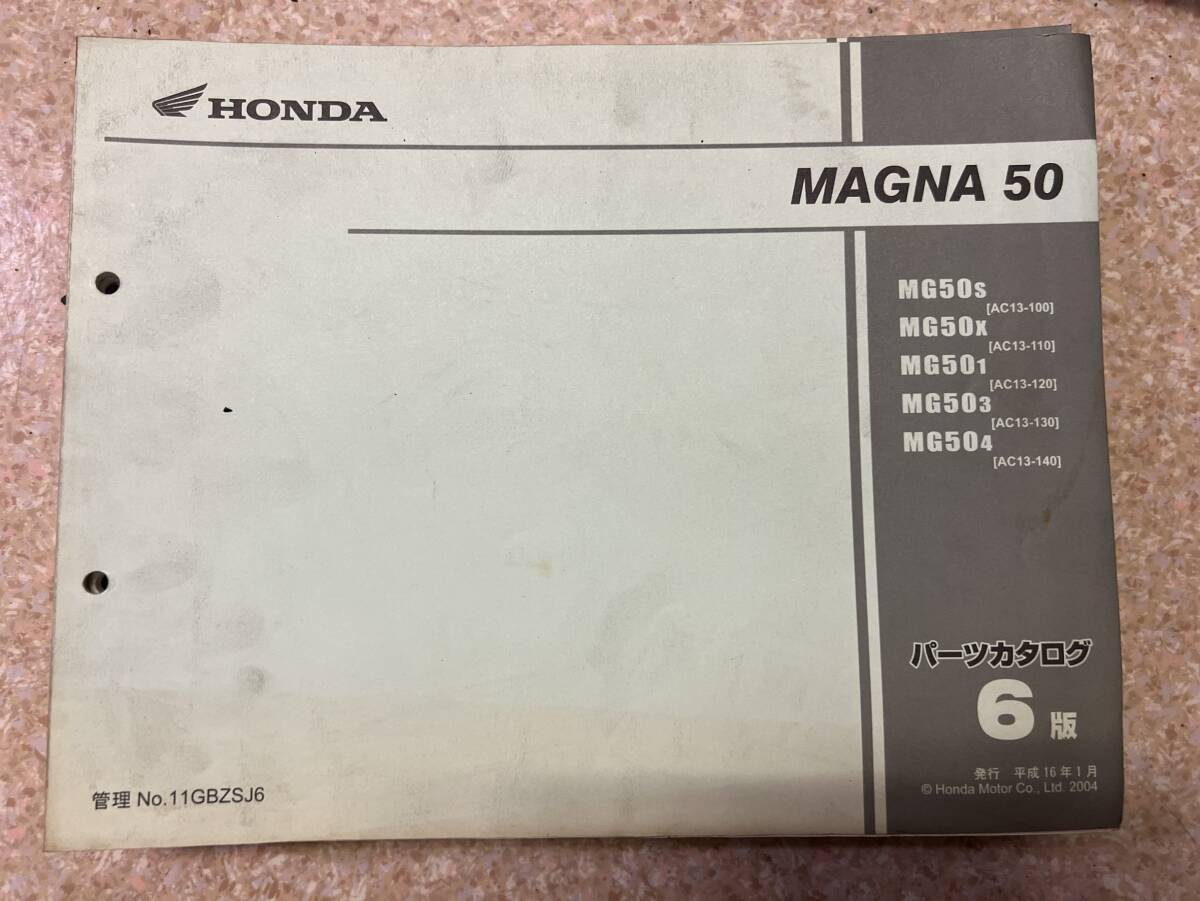 HONDA
MAGNA 50
MG50S
[AC13-100]
MG50X
[AC13-110]
MG501
[AC13-120]
MG503
[AC13-130]
MG504
[AC13-140]
パーツカタログ
6版
発行 平成16年1月
© Honda Motor Co., Ltd. 2004
管理 No.11GBZSJ6